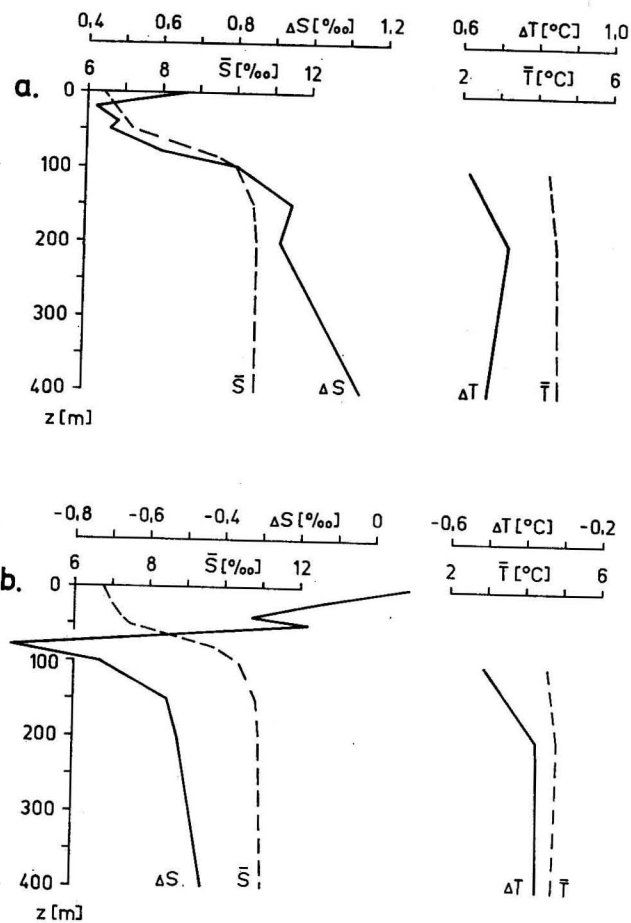 0,4 0,6 0,8 ΔS [‰] 1,2
0,6 ΔT [°C] 1,0
6 8 S̅ [‰] 12
2 T̅ [°C] 6
a.
0
100
200
300
400
z [m]
S̅ ΔS
ΔT T̅
-0,8 -0,6 -0,4 ΔS [‰] 0
-0,6 ΔT [°C] -0,2
6 8 S̅ [‰] 12
2 T̅ [°C] 6
b.
0
100
200
300
400
z [m]
ΔS S̅
ΔT T̅